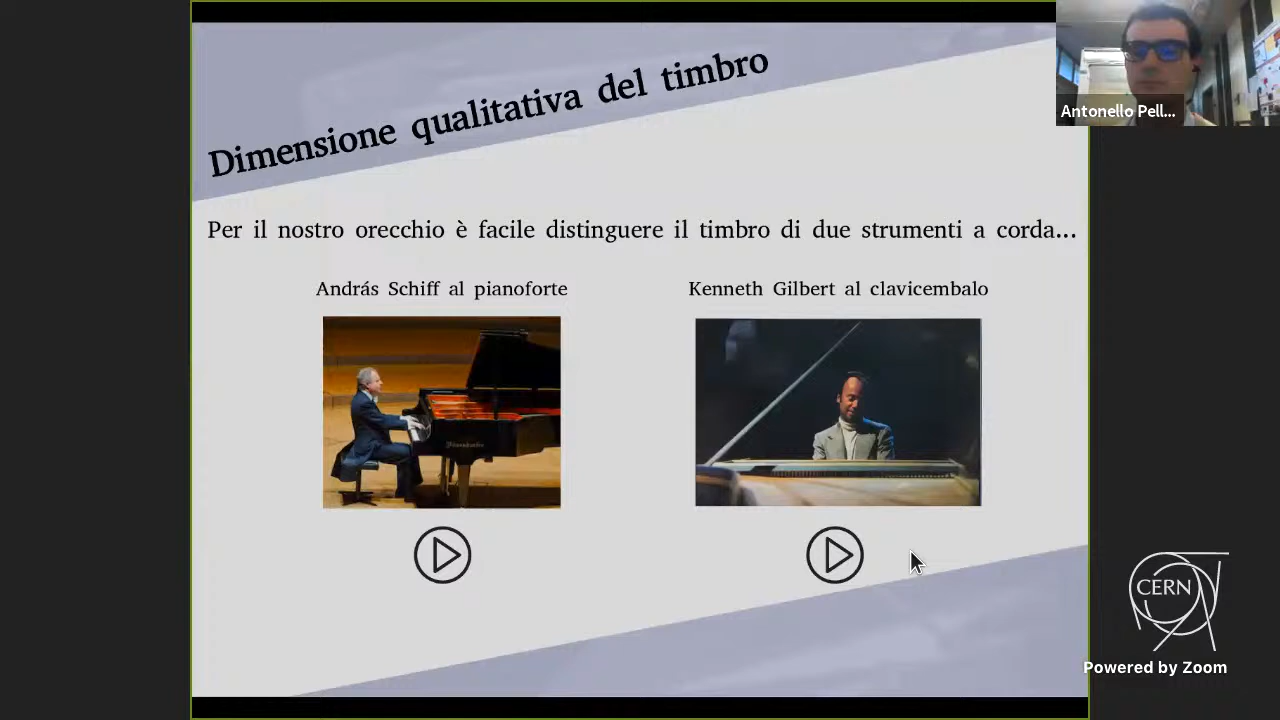 Dimensione qualitativa del timbro
Antonello Pell...
Per il nostro orecchio è facile distinguere il timbro di due strumenti a corda...
András Schiff al pianoforte
Kenneth Gilbert al clavicembalo
CERN
Powered by Zoom